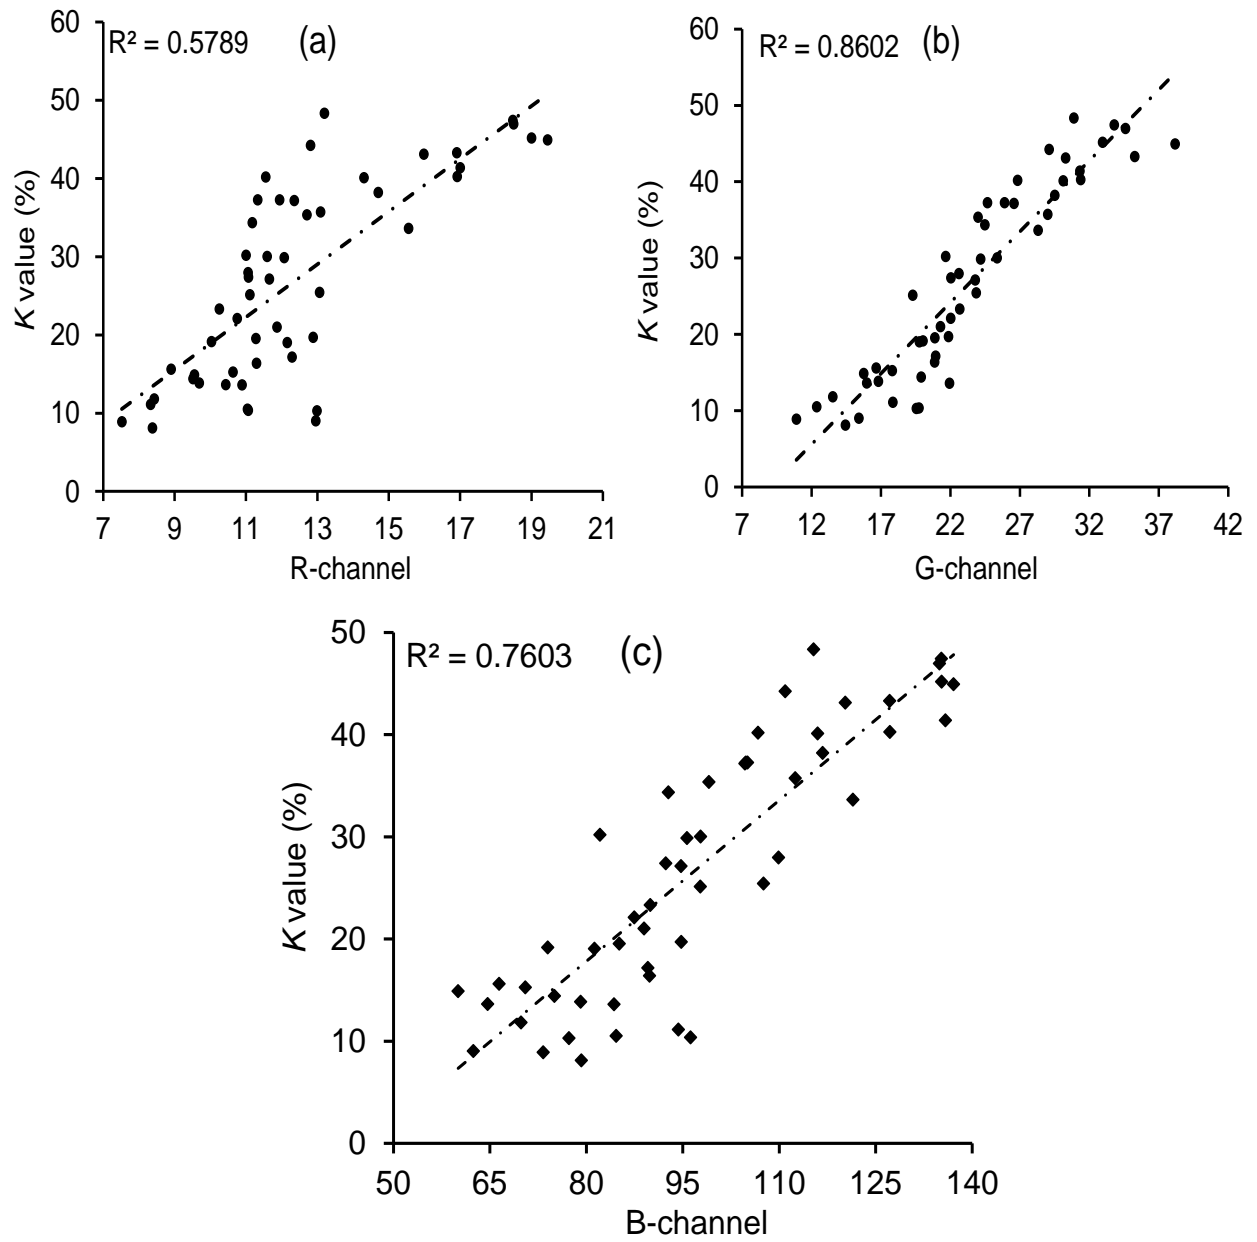 R² = 0.5789 (a)
60
50
40
30
20
10
0
K value (%)
7 9 11 13 15 17 19 21
R-channel
R² = 0.8602 (b)
60
50
40
30
20
10
0
K value (%)
7 12 17 22 27 32 37 42
G-channel
R² = 0.7603 (c)
50
40
30
20
10
0
K value (%)
50 65 80 95 110 125 140
B-channel